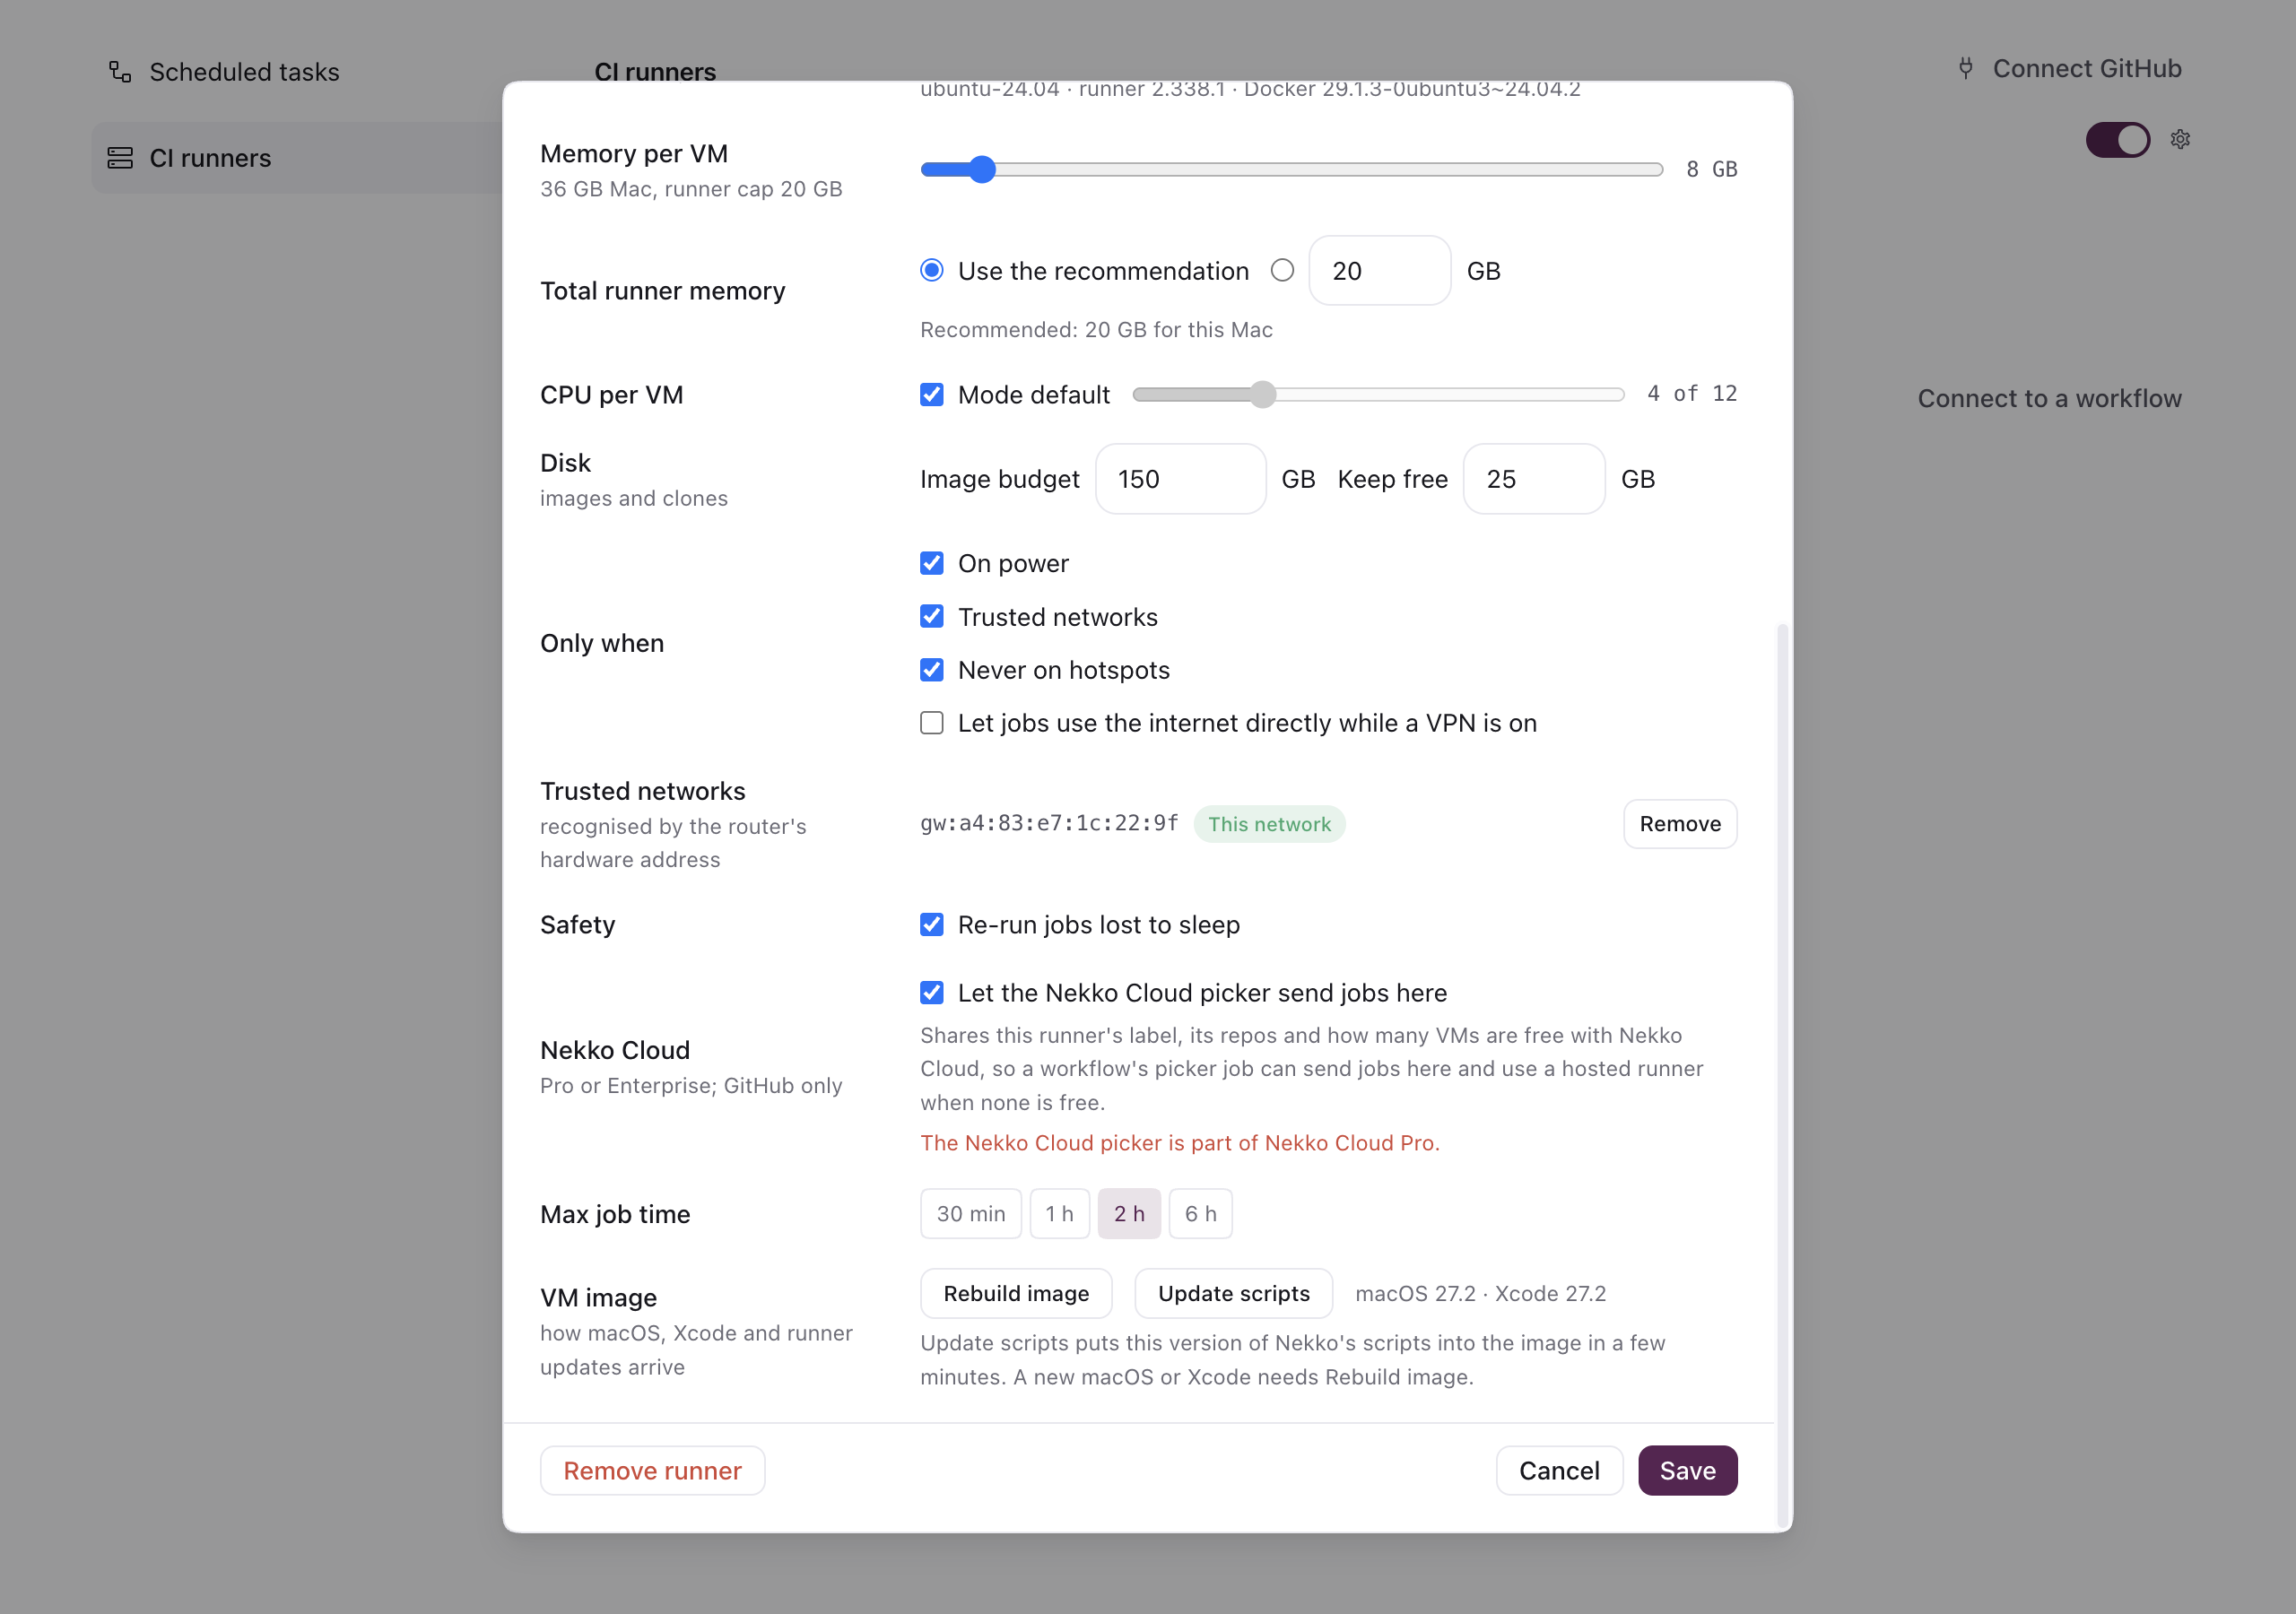 Scheduled tasks
CI runners
Connect GitHub
CI runners
ubuntu-24.04 · runner 2.338.1 · Docker 29.1.3-0ubuntu3~24.04.2
Memory per VM
36 GB Mac, runner cap 20 GB
8 GB
Total runner memory
Use the recommendation
20
GB
Recommended: 20 GB for this Mac
CPU per VM
Mode default
4 of 12
Connect to a workflow
Disk
images and clones
Image budget
150
GB
Keep free
25
GB
Only when
On power
Trusted networks
Never on hotspots
Let jobs use the internet directly while a VPN is on
Trusted networks
recognised by the router's
hardware address
gw:a4:83:e7:1c:22:9f
This network
Remove
Safety
Re-run jobs lost to sleep
Nekko Cloud
Pro or Enterprise; GitHub only
Let the Nekko Cloud picker send jobs here
Shares this runner's label, its repos and how many VMs are free with Nekko
Cloud, so a workflow's picker job can send jobs here and use a hosted runner
when none is free.
The Nekko Cloud picker is part of Nekko Cloud Pro.
Max job time
30 min
1 h
2 h
6 h
VM image
how macOS, Xcode and runner
updates arrive
Rebuild image
Update scripts
macOS 27.2 · Xcode 27.2
Update scripts puts this version of Nekko's scripts into the image in a few
minutes. A new macOS or Xcode needs Rebuild image.
Remove runner
Cancel
Save